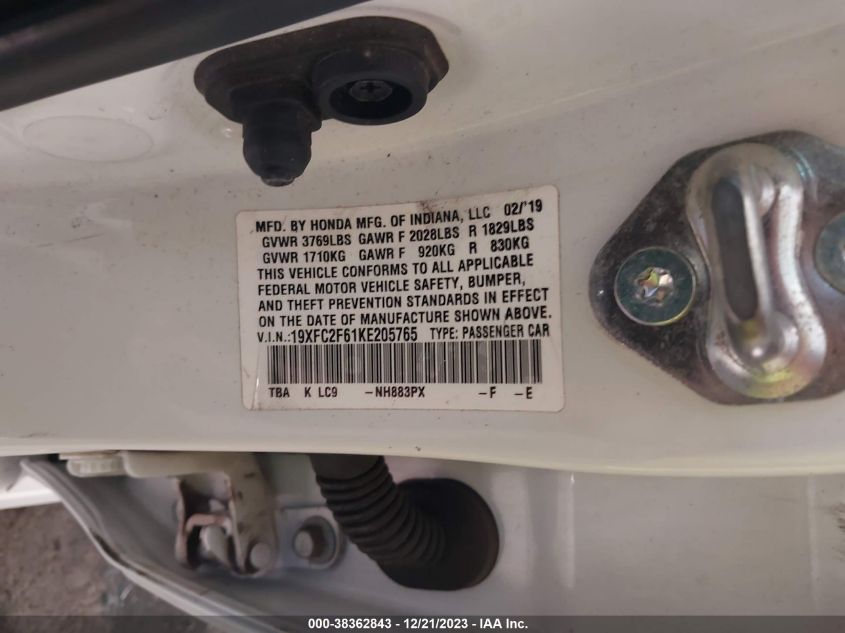 MFD. BY HONDA MFG. OF INDIANA, LLC 02/'19
GVWR 3769LBS GAWR F 2028LBS R 1829LBS
GVWR 1710KG GAWR F 920KG R 830KG
THIS VEHICLE CONFORMS TO ALL APPLICABLE
FEDERAL MOTOR VEHICLE SAFETY, BUMPER,
AND THEFT PREVENTION STANDARDS IN EFFECT
ON THE DATE OF MANUFACTURE SHOWN ABOVE.
V.I.N.:19XFC2F61KE205765 TYPE: PASSENGER CAR
TBA K LC9 -NH883PX -F -E
000-38362843 / 12/21/2023 - IAA Inc.